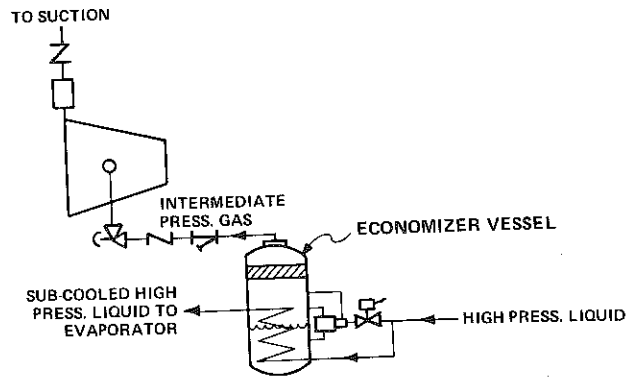 TO SUCTION
INTERMEDIATE
PRESS. GAS
ECONOMIZER VESSEL
SUB-COOLED HIGH
PRESS. LIQUID TO
EVAPORATOR
HIGH PRESS. LIQUID